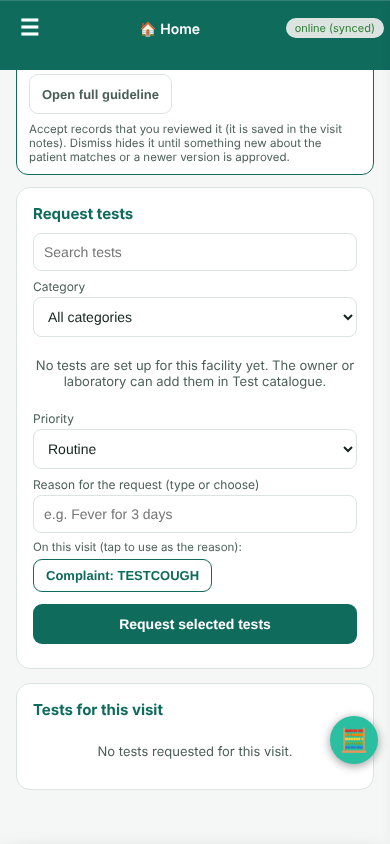 Home
online (synced)
Open full guideline
Accept records that you reviewed it (it is saved in the visit
notes). Dismiss hides it until something new about the
patient matches or a newer version is approved.
Request tests
Search tests
Category
All categories
No tests are set up for this facility yet. The owner or
laboratory can add them in Test catalogue.
Priority
Routine
Reason for the request (type or choose)
e.g. Fever for 3 days
On this visit (tap to use as the reason):
Complaint: TESTCOUGH
Request selected tests
Tests for this visit
No tests requested for this visit.